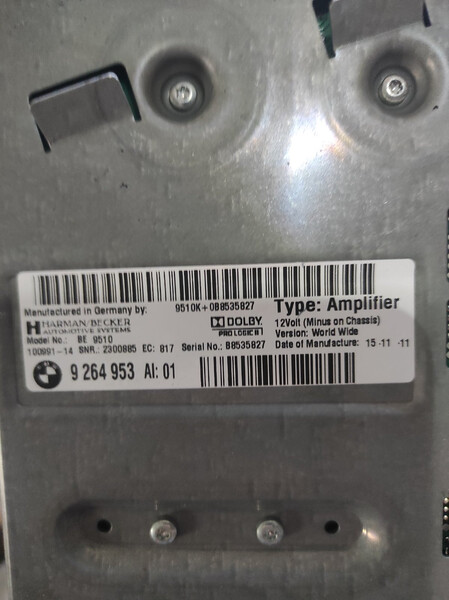 Manufactured in Germany by:
9510K+0B8535827
Type: Amplifier
HARMAN/BECKER
AUTOMOTIVE SYSTEMS
DOLBY
PRO LOGIC II
12Volt (Minus on Chassis)
Version: World Wide
Model No.: BE 9510
100991-14 SNR.: 2300885 EC: 817 Serial No.: B8535827 Date of Manufacture: 15-11-11
BMW
9 264 953 AI: 01